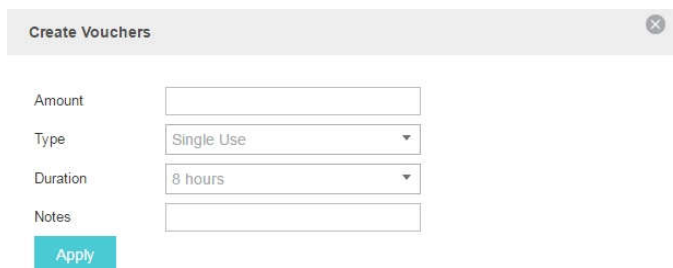 Create Vouchers
Amount
Type Single Use
Duration 8 hours
Notes
Apply